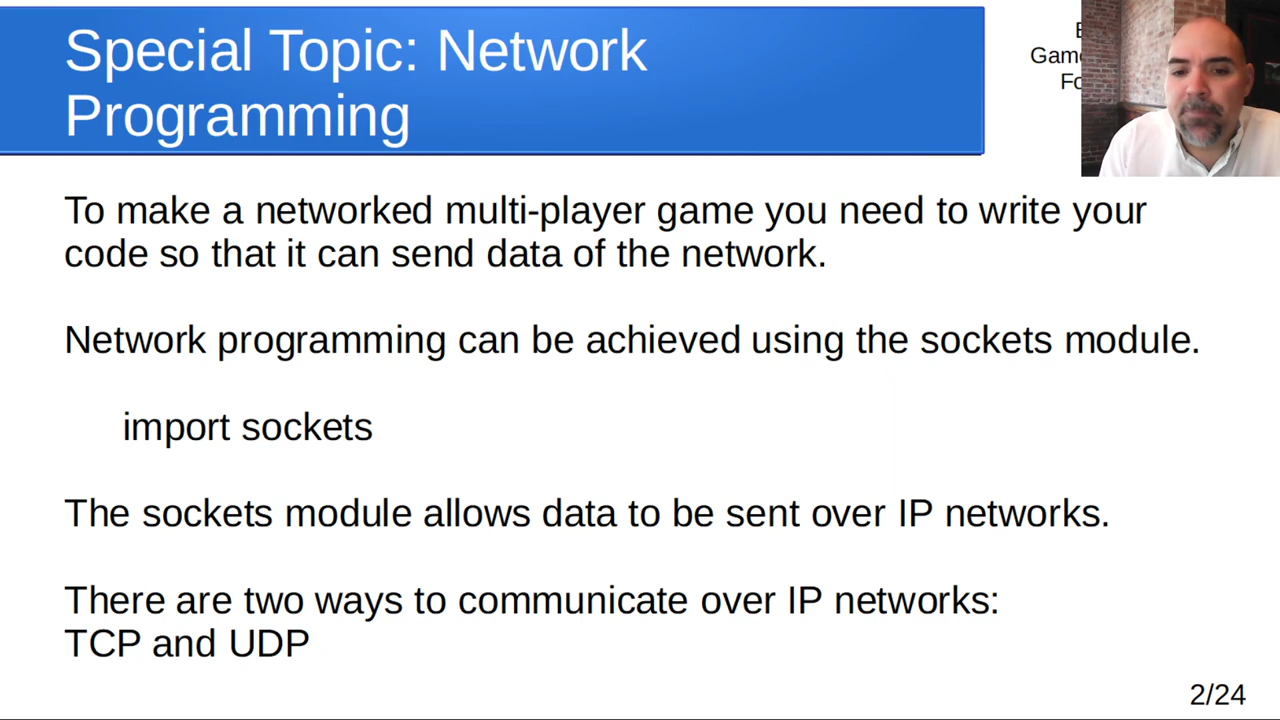 Special Topic: Network
Programming
Gam
To make a networked multi-player game you need to write your
code so that it can send data of the network.
Network programming can be achieved using the sockets module.
import sockets
The sockets module allows data to be sent over IP networks.
There are two ways to communicate over IP networks:
TCP and UDP
2/24